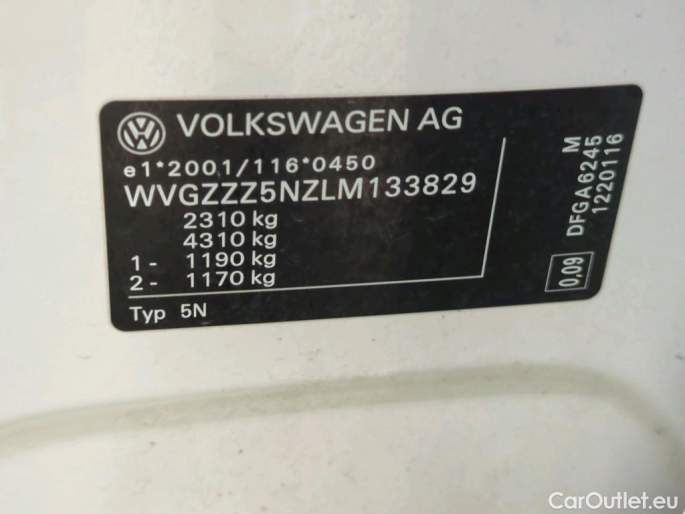 VOLKSWAGEN AG
e1*2001/116*0450
WVGZZZ5NZLM133829
2310 kg
4310 kg
1 - 1190 kg
2 - 1170 kg
Typ 5N
M
DFGA6245
1220116
0,09
CarOutlet.eu